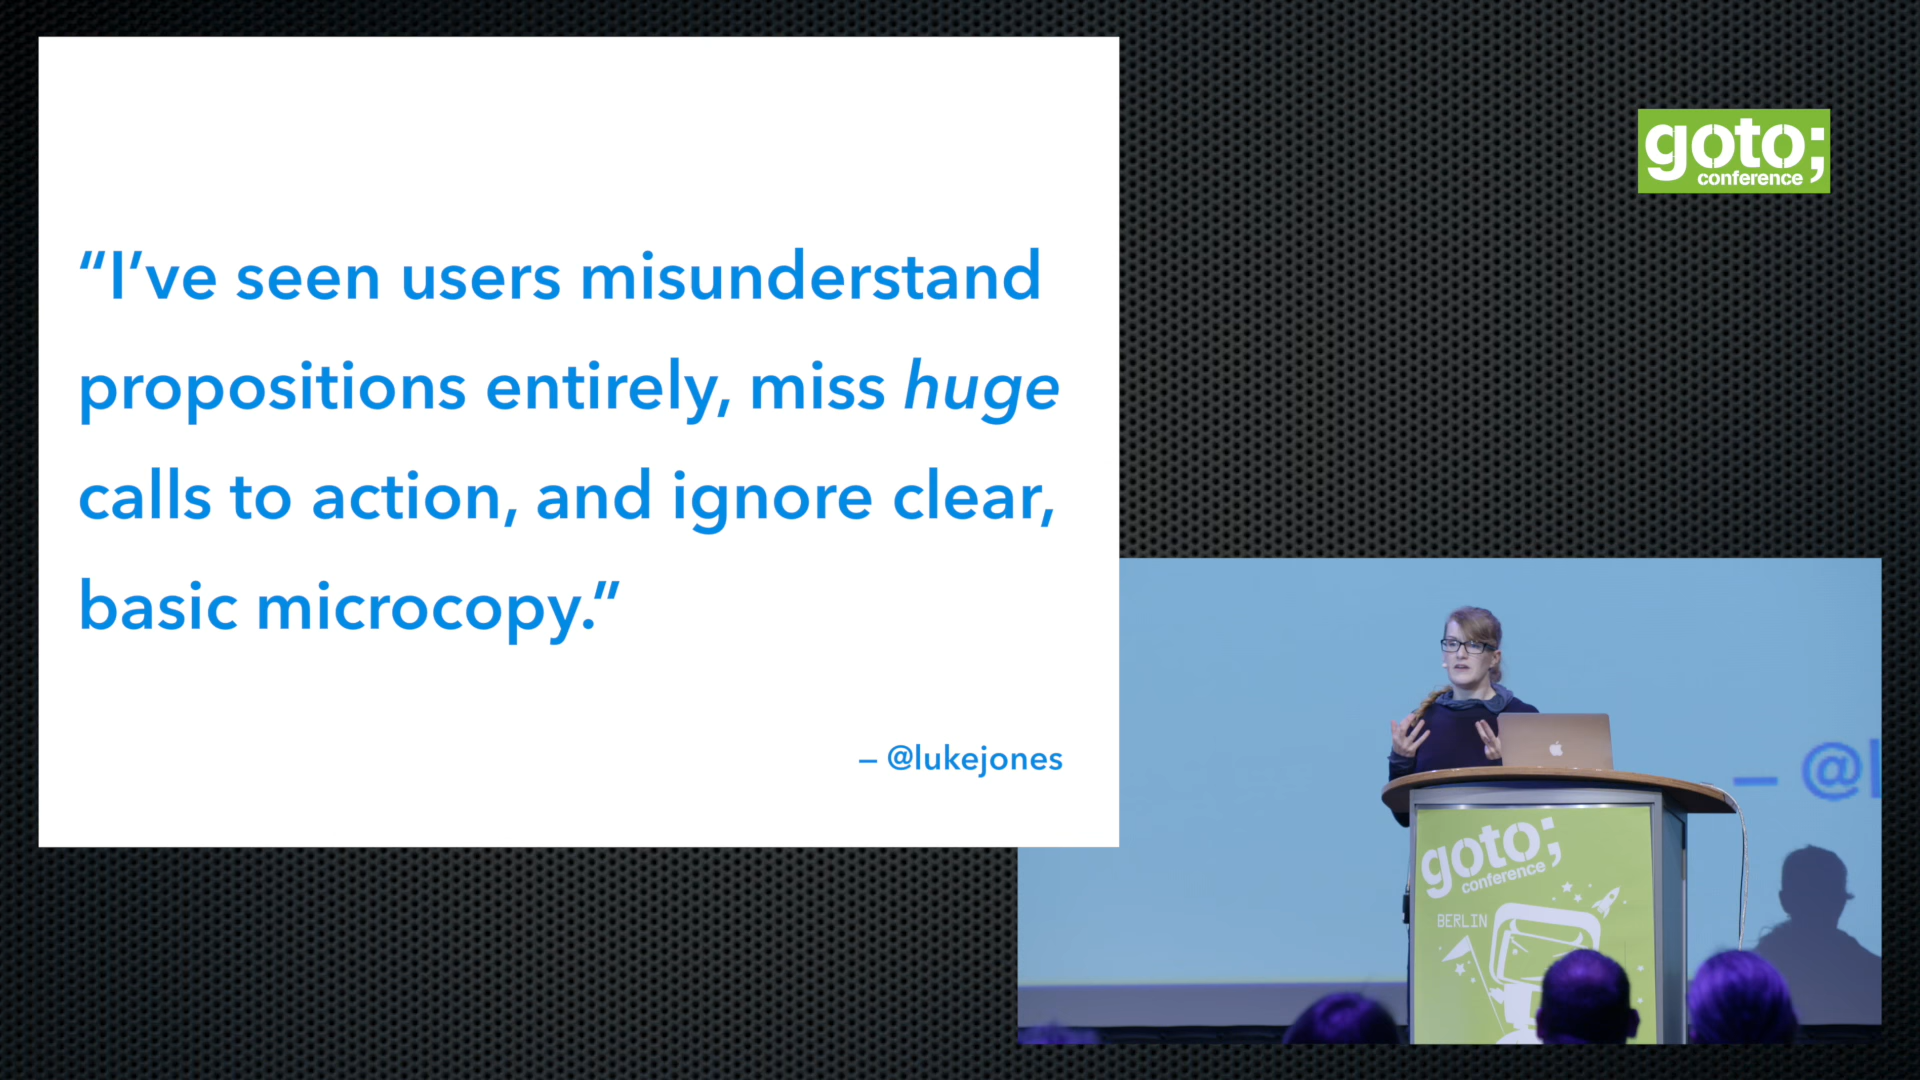 “I’ve seen users misunderstand
propositions entirely, miss huge
calls to action, and ignore clear,
basic microcopy.”
– @lukejones
goto;
conference
– @l
goto;
conference
BERLIN